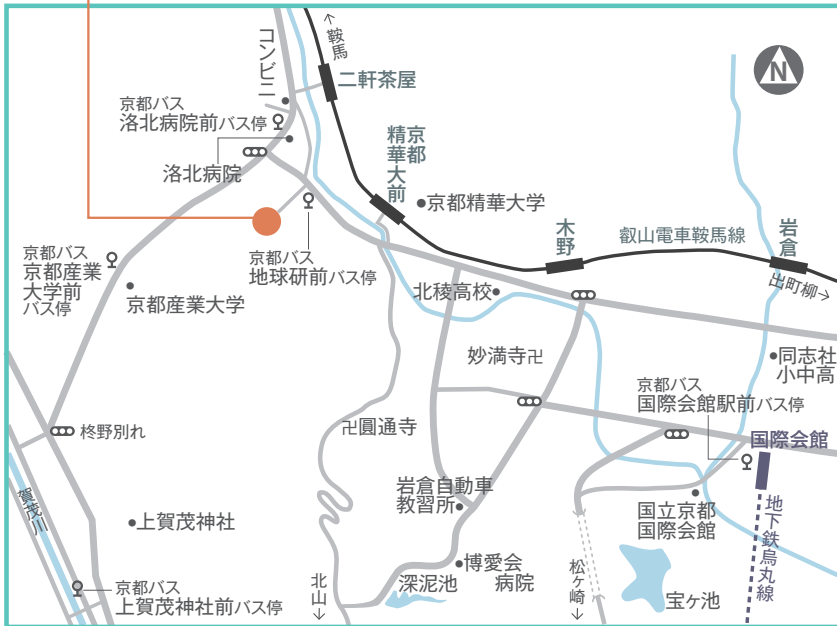 ↑鞍馬
コンビニ
二軒茶屋
N
京都バス
洛北病院前バス停
洛北病院
京都
精華大前
京都精華大学
木野
叡山電車鞍馬線
岩倉
出町柳→
京都バス
地球研前バス停
京都バス
京都産業
大学前
バス停
京都産業大学
北稜高校
妙満寺卍
同志社
小中高
京都バス
国際会館駅前バス停
国際会館
柊野別れ
卍圓通寺
岩倉自動車
教習所
国立京都
国際会館
地下鉄烏丸線
賀茂川
上賀茂神社
博愛会
病院
深泥池
北山↓
松ヶ崎↓
宝ヶ池
京都バス
上賀茂神社前バス停